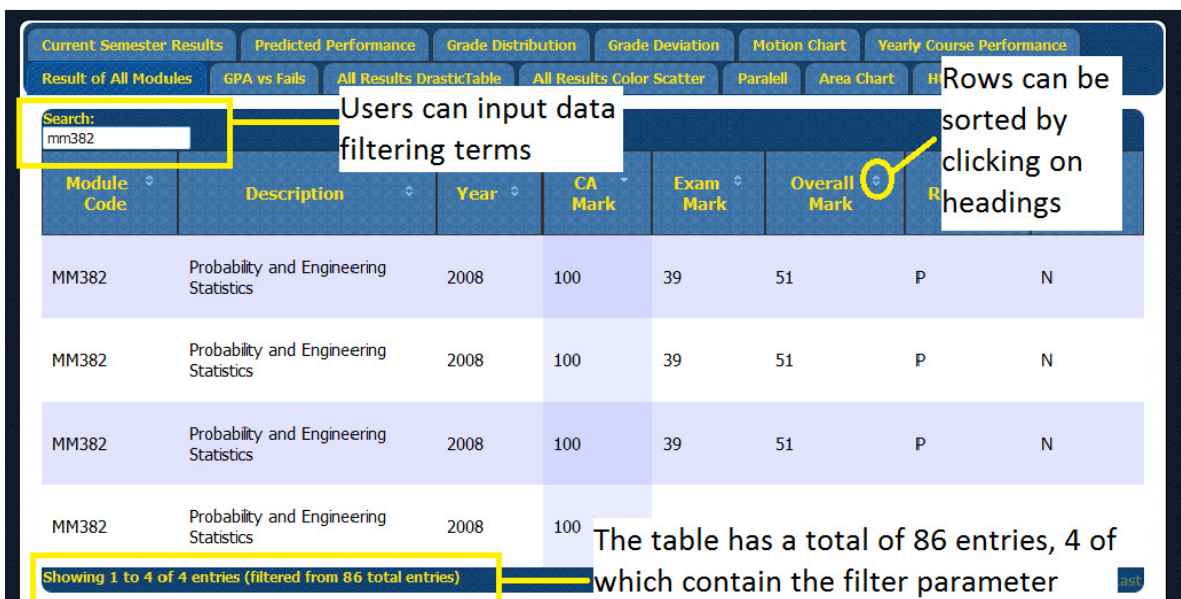 Current Semester Results Predicted Performance Grade Distribution Grade Deviation Motion Chart Yearly Course Performance
Result of All Modules GPA vs Fails All Results DrasticTable All Results Color Scatter Paralell Area Chart
Rows can be
sorted by
clicking on
headings
Search:
mm382
Users can input data
filtering terms
Module Code Description Year CA Mark Exam Mark Overall Mark
MM382 Probability and Engineering Statistics 2008 100 39 51 P N
MM382 Probability and Engineering Statistics 2008 100 39 51 P N
MM382 Probability and Engineering Statistics 2008 100 39 51 P N
MM382 Probability and Engineering Statistics 2008 100
The table has a total of 86 entries, 4 of
which contain the filter parameter
Showing 1 to 4 of 4 entries (filtered from 86 total entries)